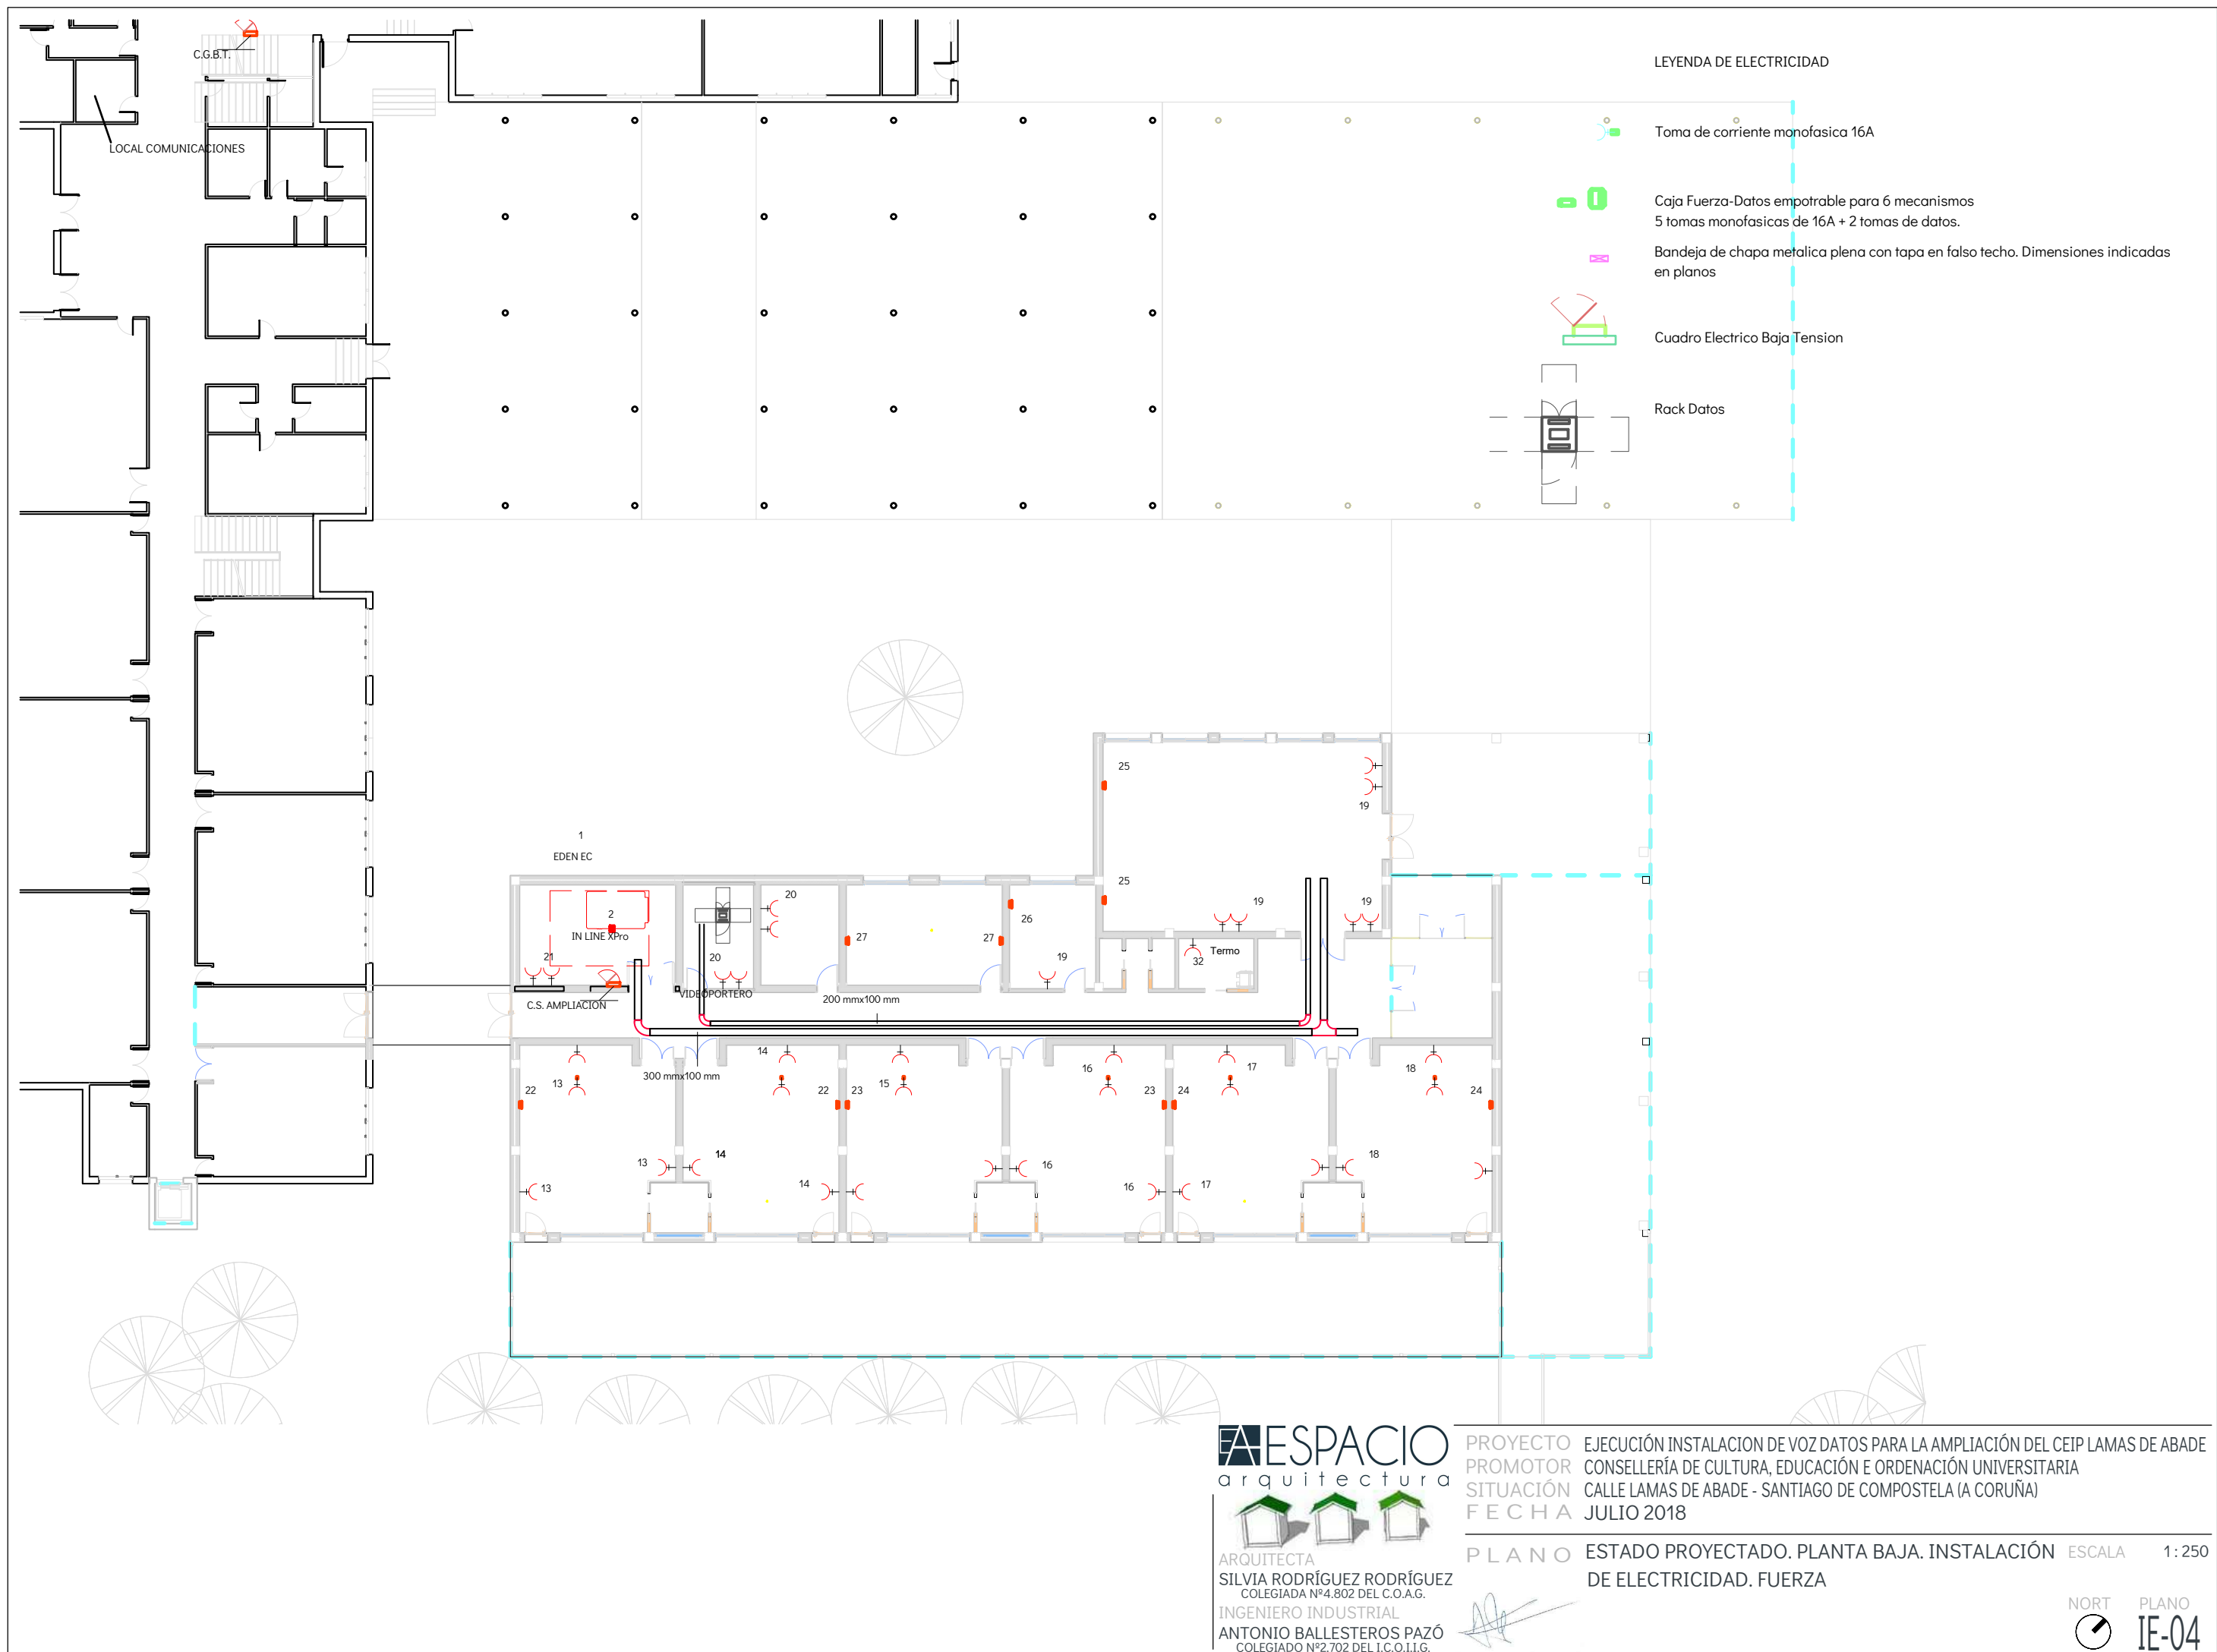 C.G.B.T.
LOCAL COMUNICACIONES
LEYENDA DE ELECTRICIDAD
Toma de corriente monofasica 16A
Caja Fuerza-Datos empotrable para 6 mecanismos
5 tomas monofasicas de 16A + 2 tomas de datos.
Bandeja de chapa metalica plena con tapa en falso techo. Dimensiones indicadas
en planos
Cuadro Electrico Baja Tension
Rack Datos
25
19
1
EDEN EC
25
20
19
19
2
26
IN LINE XPro
27
27
21
20
19
32
Termo
VIDEOPORTERO
C.S. AMPLIACION
200 mmx100 mm
14
300 mmx100 mm
22
13
22
23
15
16
23
24
17
18
24
13
14
16
18
13
14
16
17
EA ESPACIO
arquitectura
ARQUITECTA
SILVIA RODRÍGUEZ RODRÍGUEZ
COLEGIADA Nº4.802 DEL C.O.A.G.
INGENIERO INDUSTRIAL
ANTONIO BALLESTEROS PAZÓ
COLEGIADO Nº2.702 DEL I.C.O.I.I.G.
PROYECTO EJECUCIÓN INSTALACION DE VOZ DATOS PARA LA AMPLIACIÓN DEL CEIP LAMAS DE ABADE
PROMOTOR CONSELLERÍA DE CULTURA, EDUCACIÓN E ORDENACIÓN UNIVERSITARIA
SITUACIÓN CALLE LAMAS DE ABADE - SANTIAGO DE COMPOSTELA (A CORUÑA)
FECHA JULIO 2018
PLANO ESTADO PROYECTADO. PLANTA BAJA. INSTALACIÓN
DE ELECTRICIDAD. FUERZA
ESCALA 1 : 250
NORT
PLANO
IE-04